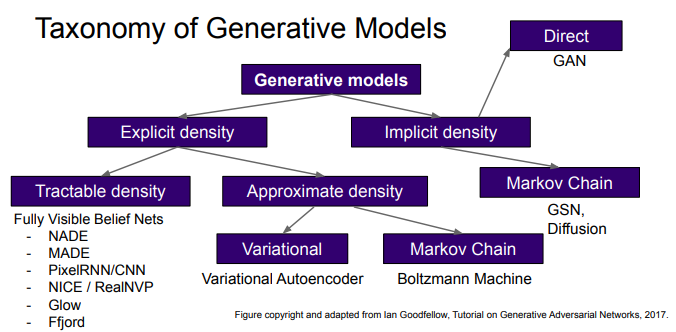 Taxonomy of Generative Models
Direct
GAN
Generative models
Explicit density
Implicit density
Tractable density
Approximate density
Markov Chain
GSN,
Diffusion
Fully Visible Belief Nets
- NADE
- MADE
- PixelRNN/CNN
- NICE / RealNVP
- Glow
- Ffjord
Variational
Markov Chain
Variational Autoencoder
Boltzmann Machine
Figure copyright and adapted from Ian Goodfellow, Tutorial on Generative Adversarial Networks, 2017.